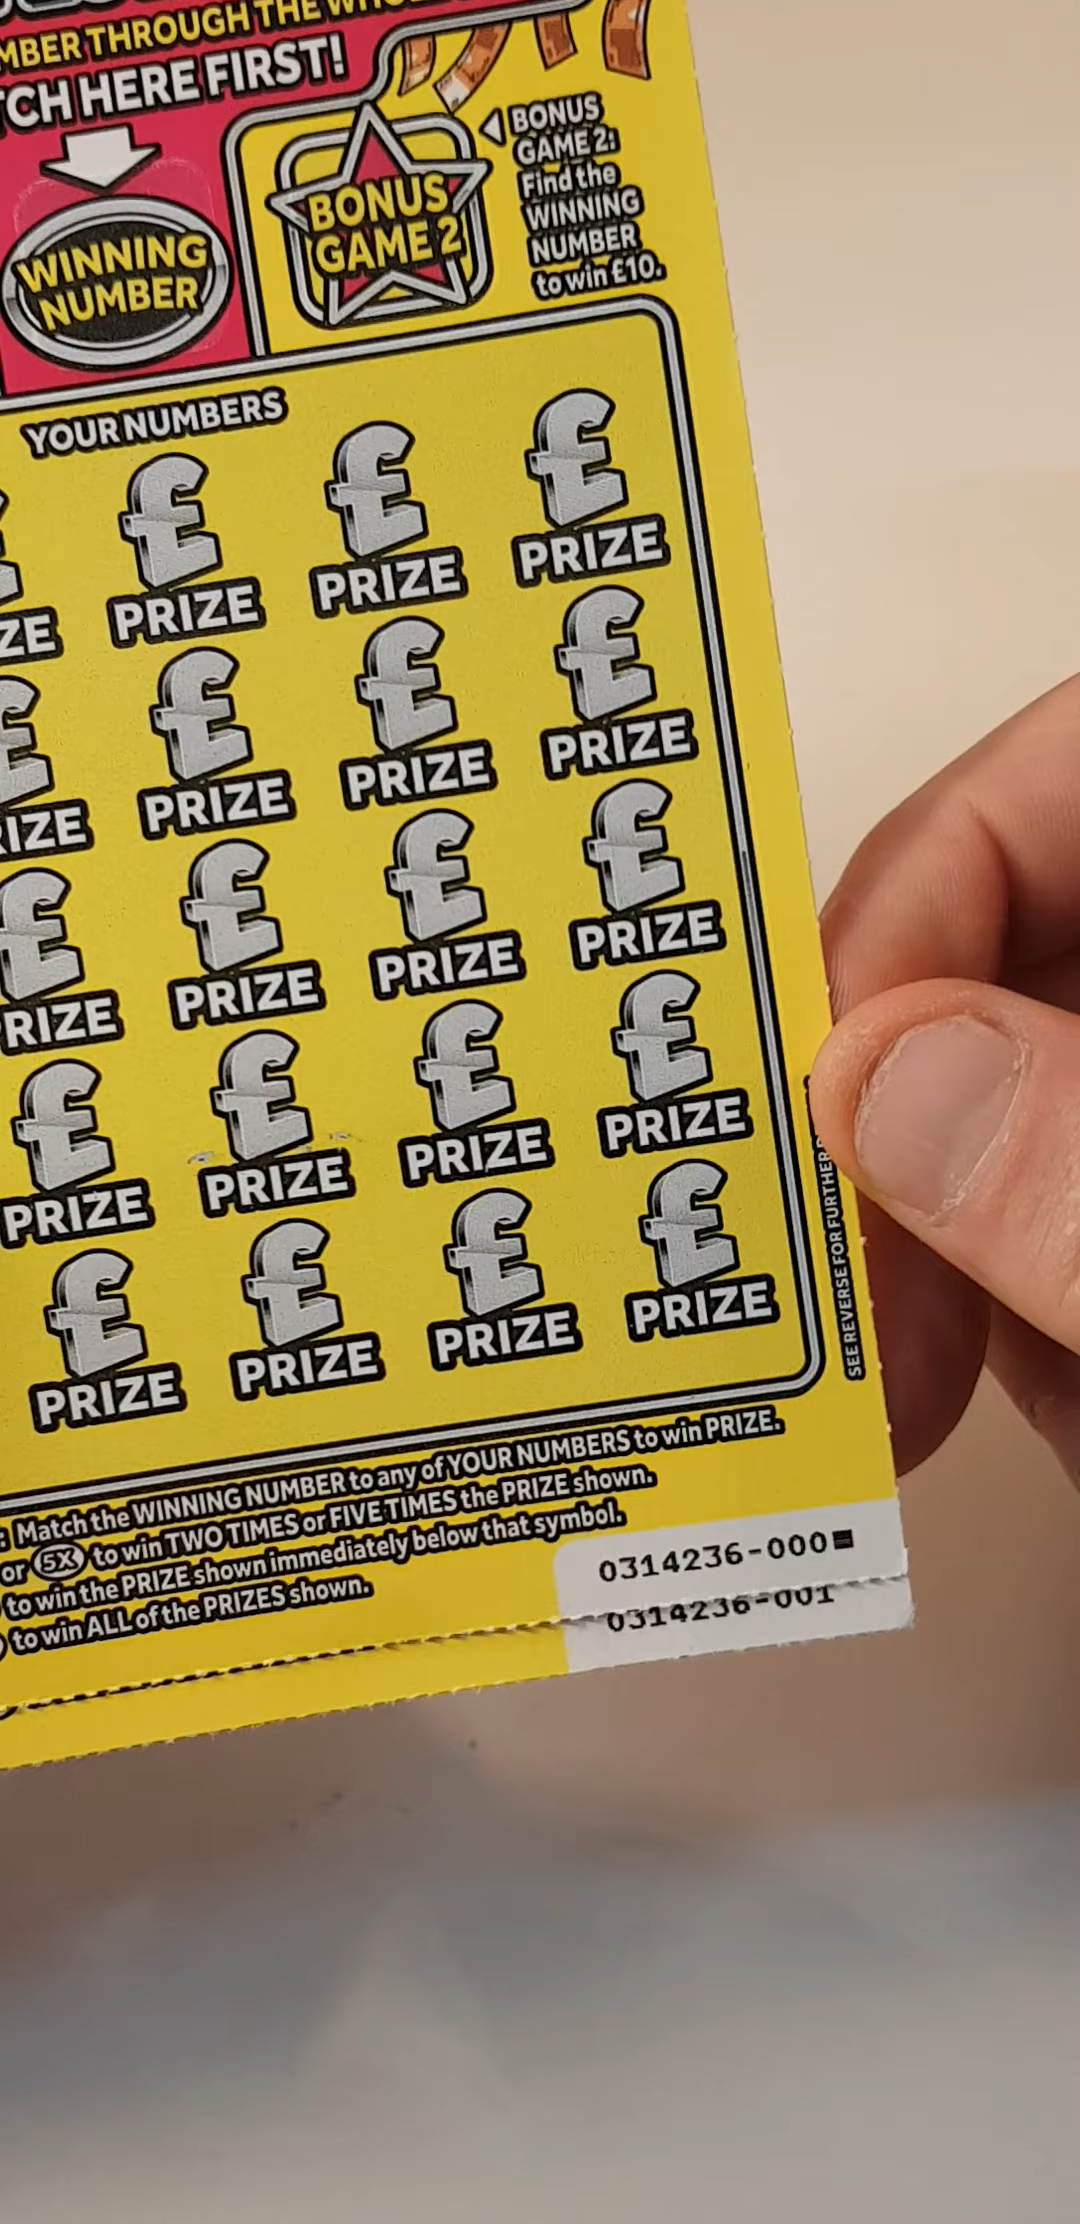 MBER THROUGH THE
TCH HERE FIRST!
WINNING
NUMBER
BONUS
GAME 2
BONUS
GAME 2:
Find the
WINNING
NUMBER
to win £10.
YOUR NUMBERS
£ £ £ £
ZE PRIZE PRIZE PRIZE
£ £ £ £
RIZE PRIZE PRIZE PRIZE
£ £ £ £
PRIZE PRIZE PRIZE PRIZE
£ £ £ £
PRIZE PRIZE PRIZE PRIZE
£ £ £ £
PRIZE PRIZE PRIZE PRIZE
: Match the WINNING NUMBER to any of YOUR NUMBERS to win PRIZE.
or 5X to win TWO TIMES or FIVE TIMES the PRIZE shown.
to win the PRIZE shown immediately below that symbol.
to win ALL of the PRIZES shown.
SEE REVERSE FOR FURTHER
0314236-000
0314236-001